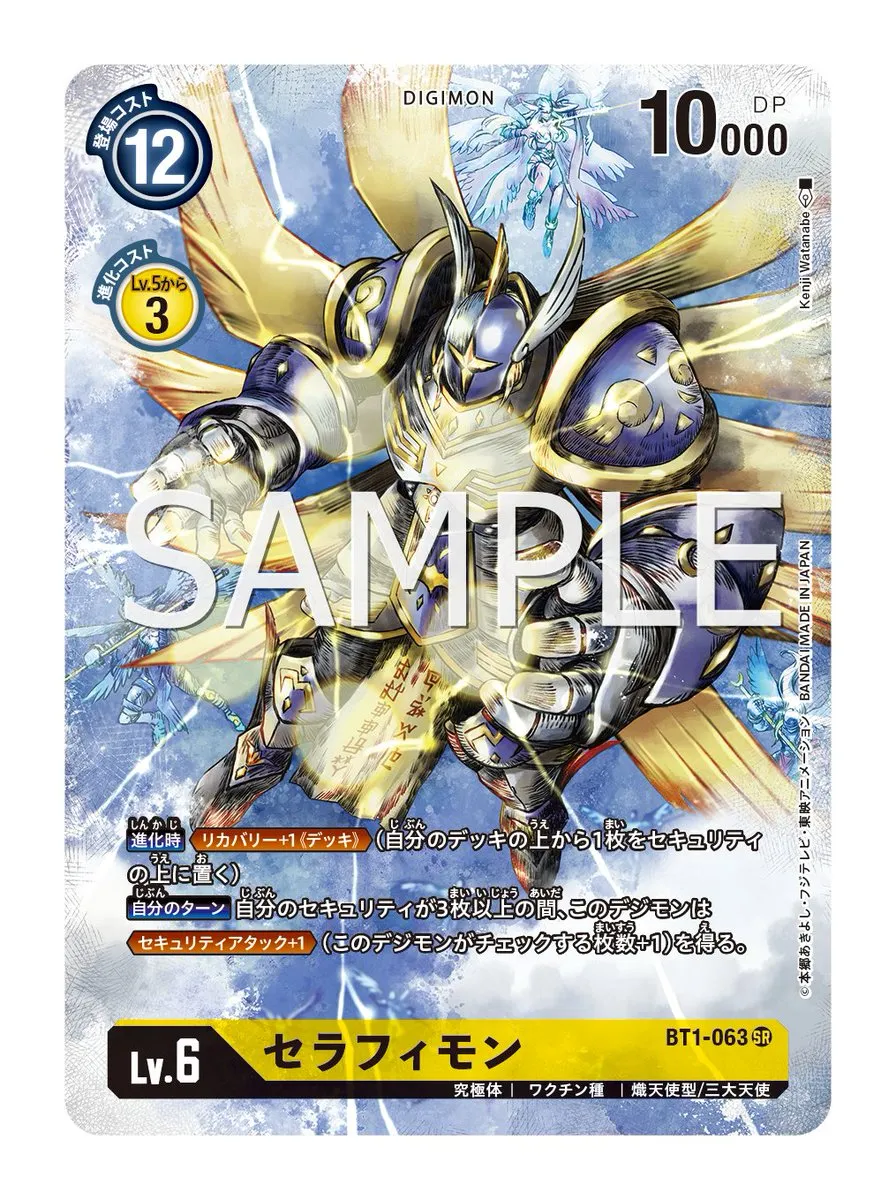 DIGIMON
登場コスト
12
10000
DP
進化コスト
Lv.5から
3
Kenji Watanabe
SAMPLE
進化時 リカバリー+1《デッキ》 (自分のデッキの上から1枚をセキュリティ
の上に置く)
自分のターン 自分のセキュリティが3枚以上の間、このデジモンは
セキュリティアタック+1 (このデジモンがチェックする枚数+1)を得る。
©本郷あきよし・フジテレビ・東映アニメーション BANDAI MADE IN JAPAN
Lv.6
セラフィモン
BT1-063 SR
究極体 | ワクチン種 | 熾天使型/三大天使